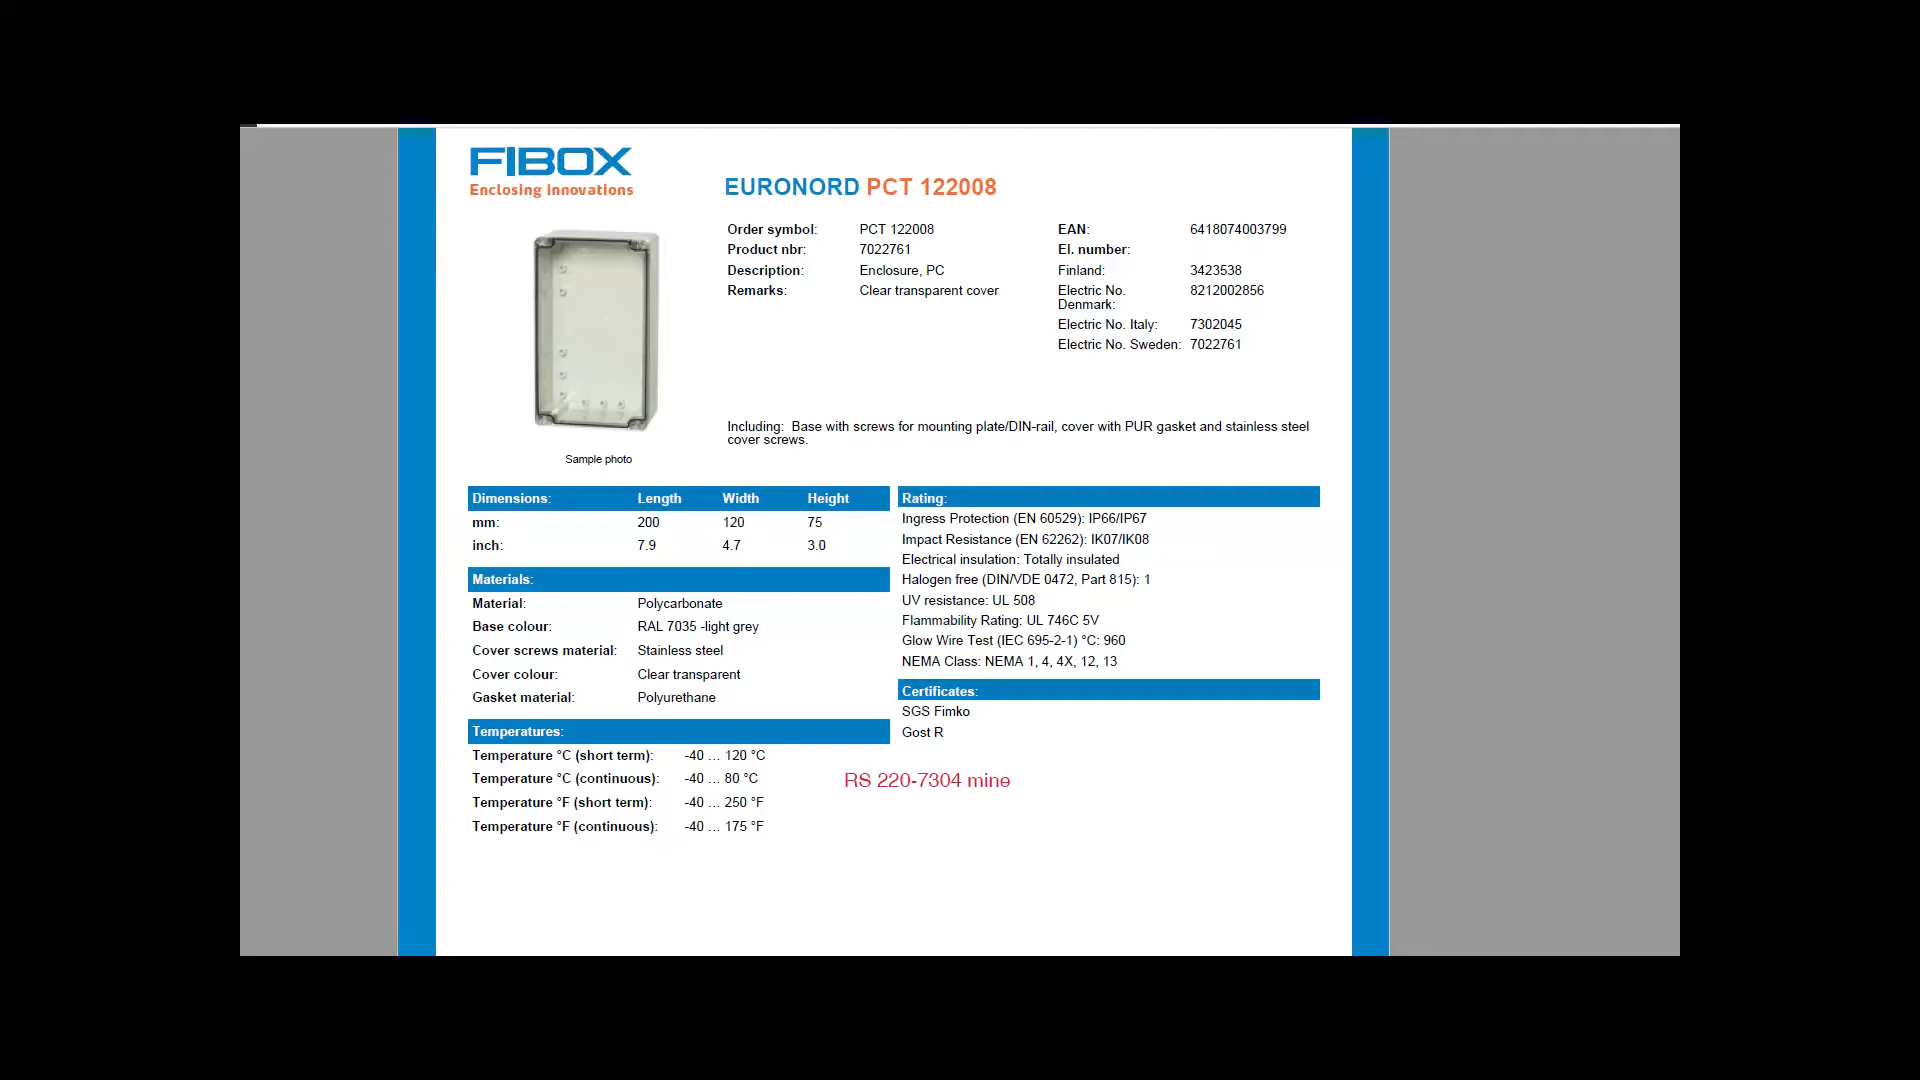 FIBOX
Enclosing Innovations
EURONORD PCT 122008
Order symbol: PCT 122008
Product nbr: 7022761
Description: Enclosure, PC
Remarks: Clear transparent cover
EAN: 6418074003799
El. number:
Finland: 3423538
Electric No. 8212002856
Denmark:
Electric No. Italy: 7302045
Electric No. Sweden: 7022761
Including: Base with screws for mounting plate/DIN-rail, cover with PUR gasket and stainless steel
cover screws.
Sample photo
Dimensions: Length Width Height
mm: 200 120 75
inch: 7.9 4.7 3.0
Materials:
Material: Polycarbonate
Base colour: RAL 7035 -light grey
Cover screws material: Stainless steel
Cover colour: Clear transparent
Gasket material: Polyurethane
Temperatures:
Temperature °C (short term): -40 ... 120 °C
Temperature °C (continuous): -40 ... 80 °C
Temperature °F (short term): -40 ... 250 °F
Temperature °F (continuous): -40 ... 175 °F
Rating:
Ingress Protection (EN 60529): IP66/IP67
Impact Resistance (EN 62262): IK07/IK08
Electrical insulation: Totally insulated
Halogen free (DIN/VDE 0472, Part 815): 1
UV resistance: UL 508
Flammability Rating: UL 746C 5V
Glow Wire Test (IEC 695-2-1) °C: 960
NEMA Class: NEMA 1, 4, 4X, 12, 13
Certificates:
SGS Fimko
Gost R
RS 220-7304 mine